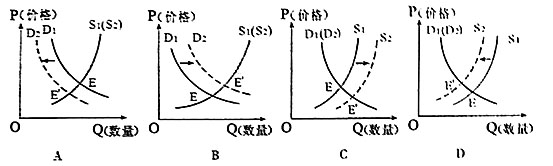 P(价格)
D₂ D₁ S₁(S₂)
E
E'
O
Q(数量)
A
P(价格)
D₁ D₂ S₁(S₂)
E'
E
O
Q(数量)
B
P(价格)
D₁(D₂) S₁ S₂
E
E'
O
Q(数量)
C
P(价格)
D₁(D₂) S₂ S₁
E'
E
O
Q(数量)
D